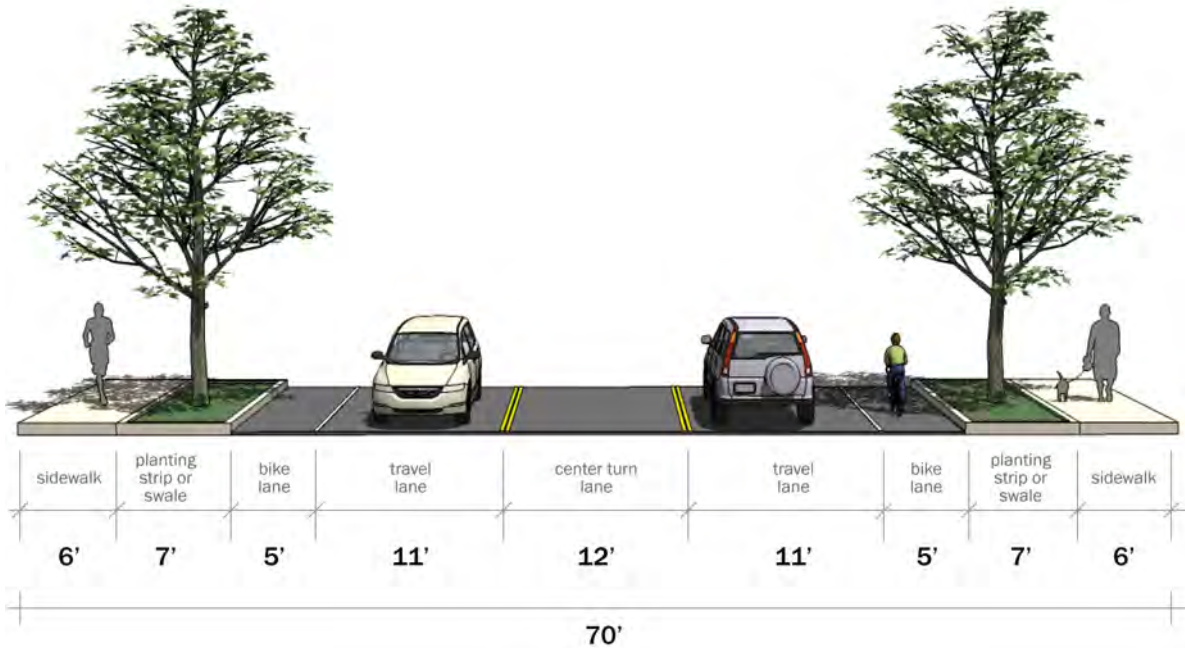 sidewalk
planting
strip or
swale
bike
lane
travel
lane
center turn
lane
travel
lane
bike
lane
planting
strip or
swale
sidewalk
6' 7' 5' 11' 12' 11' 5' 7' 6'
70'